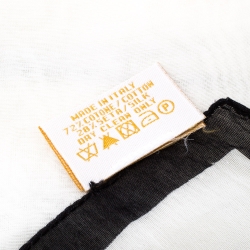 MADE IN ITALY
72% COTONE/COTTON
28% SETA/SILK
DRY CLEAN ONLY
P